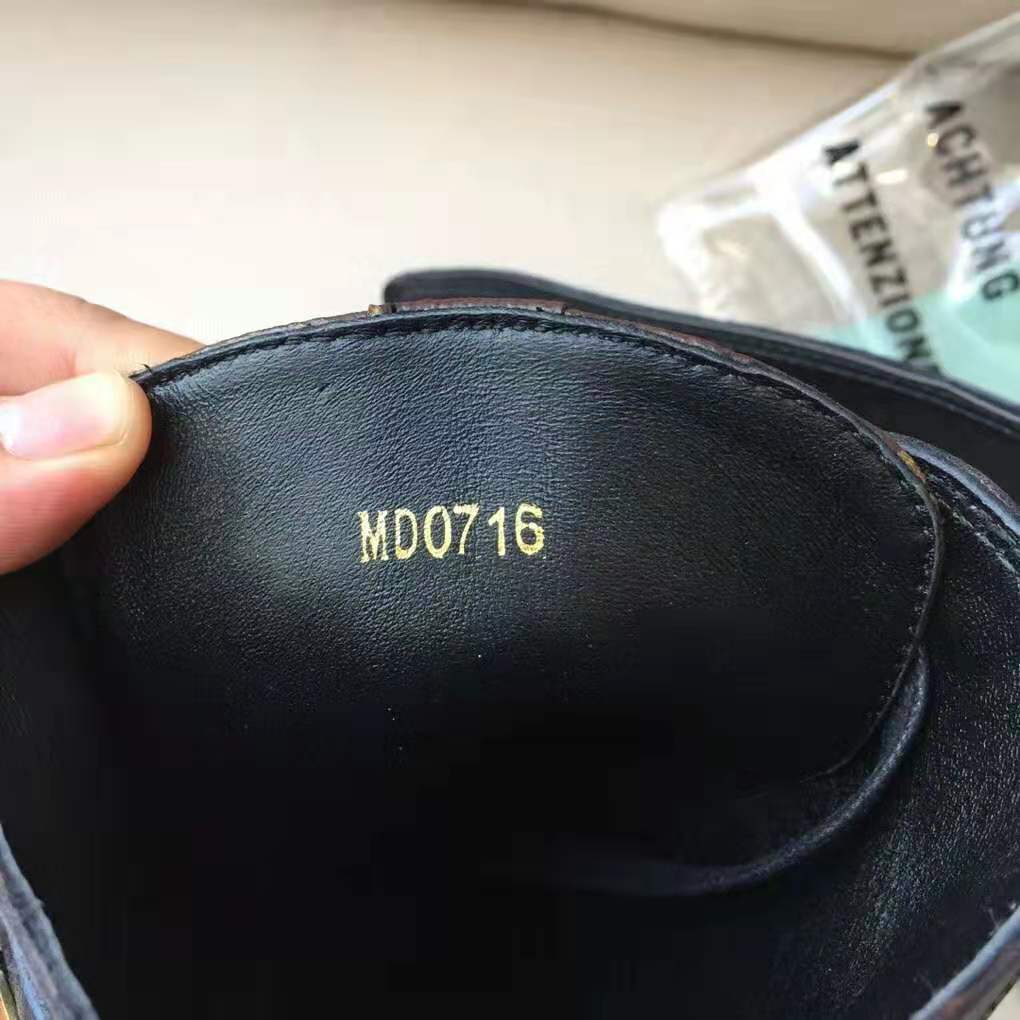 MD0716
ACHTUNG
ATTENZIONE